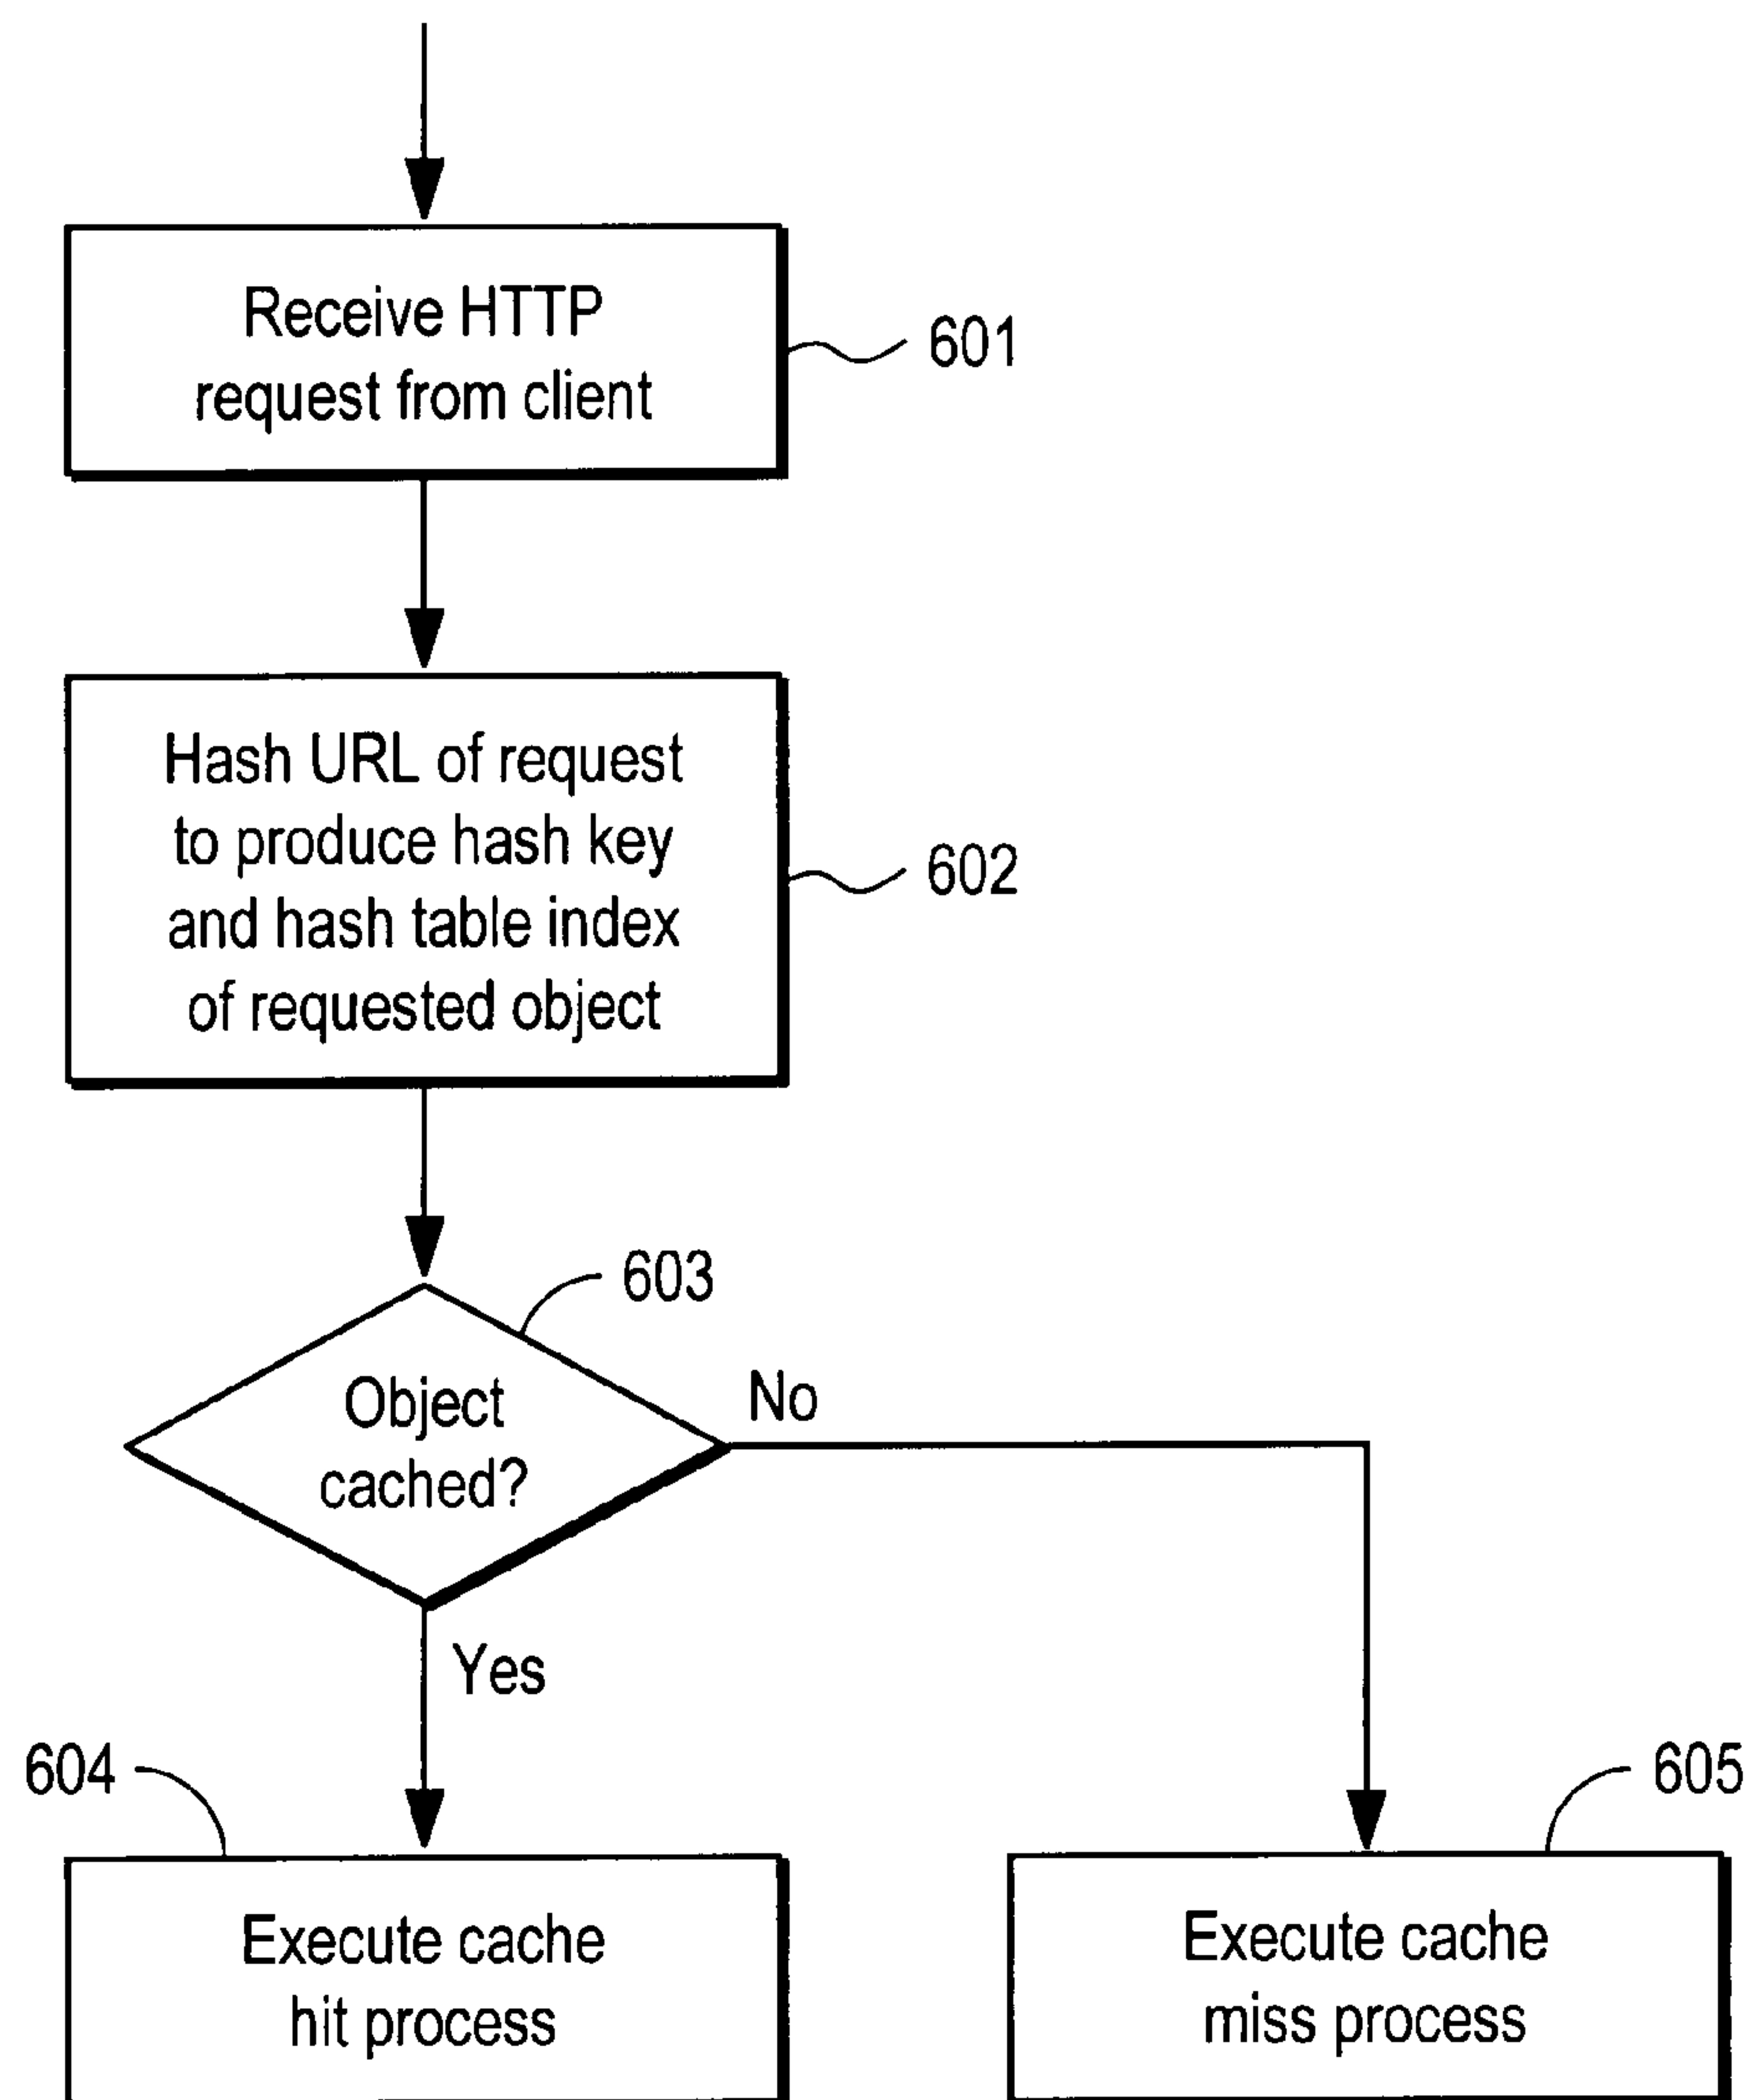 Receive HTTP
request from client
601
Hash URL of request
to produce hash key
and hash table index
of requested object
602
603
Object
cached?
No
Yes
604
605
Execute cache
hit process
Execute cache
miss process